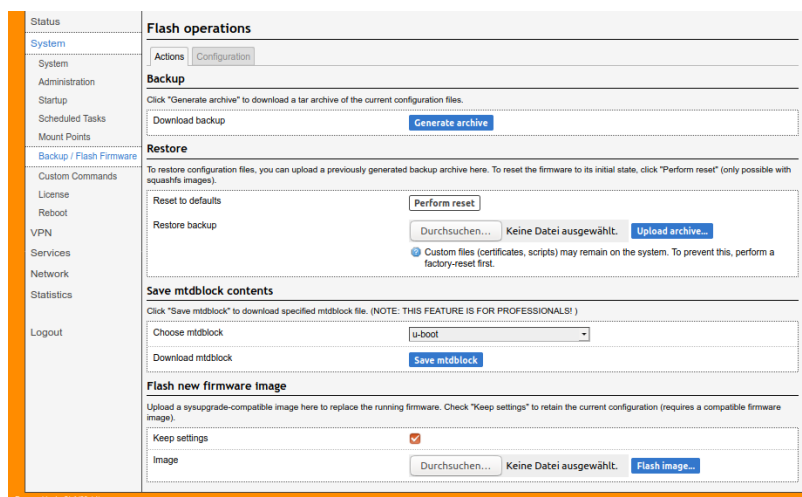 Status
System
System
Administration
Startup
Scheduled Tasks
Mount Points
Backup / Flash Firmware
Custom Commands
License
Reboot
VPN
Services
Network
Statistics
Logout
Flash operations
Actions Configuration
Backup
Click "Generate archive" to download a tar archive of the current configuration files.
Download backup Generate archive
Restore
To restore configuration files, you can upload a previously generated backup archive here. To reset the firmware to its initial state, click "Perform reset" (only possible with
squashfs images).
Reset to defaults Perform reset
Restore backup Durchsuchen... Keine Datei ausgewählt. Upload archive...
Custom files (certificates, scripts) may remain on the system. To prevent this, perform a
factory-reset first.
Save mtdblock contents
Click "Save mtdblock" to download specified mtdblock file. (NOTE: THIS FEATURE IS FOR PROFESSIONALS! )
Choose mtdblock u-boot
Download mtdblock Save mtdblock
Flash new firmware image
Upload a sysupgrade-compatible image here to replace the running firmware. Check "Keep settings" to retain the current configuration (requires a compatible firmware
image).
Keep settings
Image Durchsuchen... Keine Datei ausgewählt. Flash image...